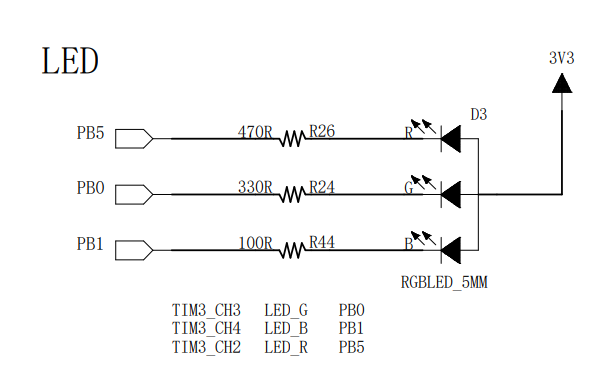 LED
3V3
D3
PB5 470R R26 R
PB0 330R R24 G
PB1 100R R44 B
RGBLED_5MM
TIM3_CH3 LED_G PB0
TIM3_CH4 LED_B PB1
TIM3_CH2 LED_R PB5